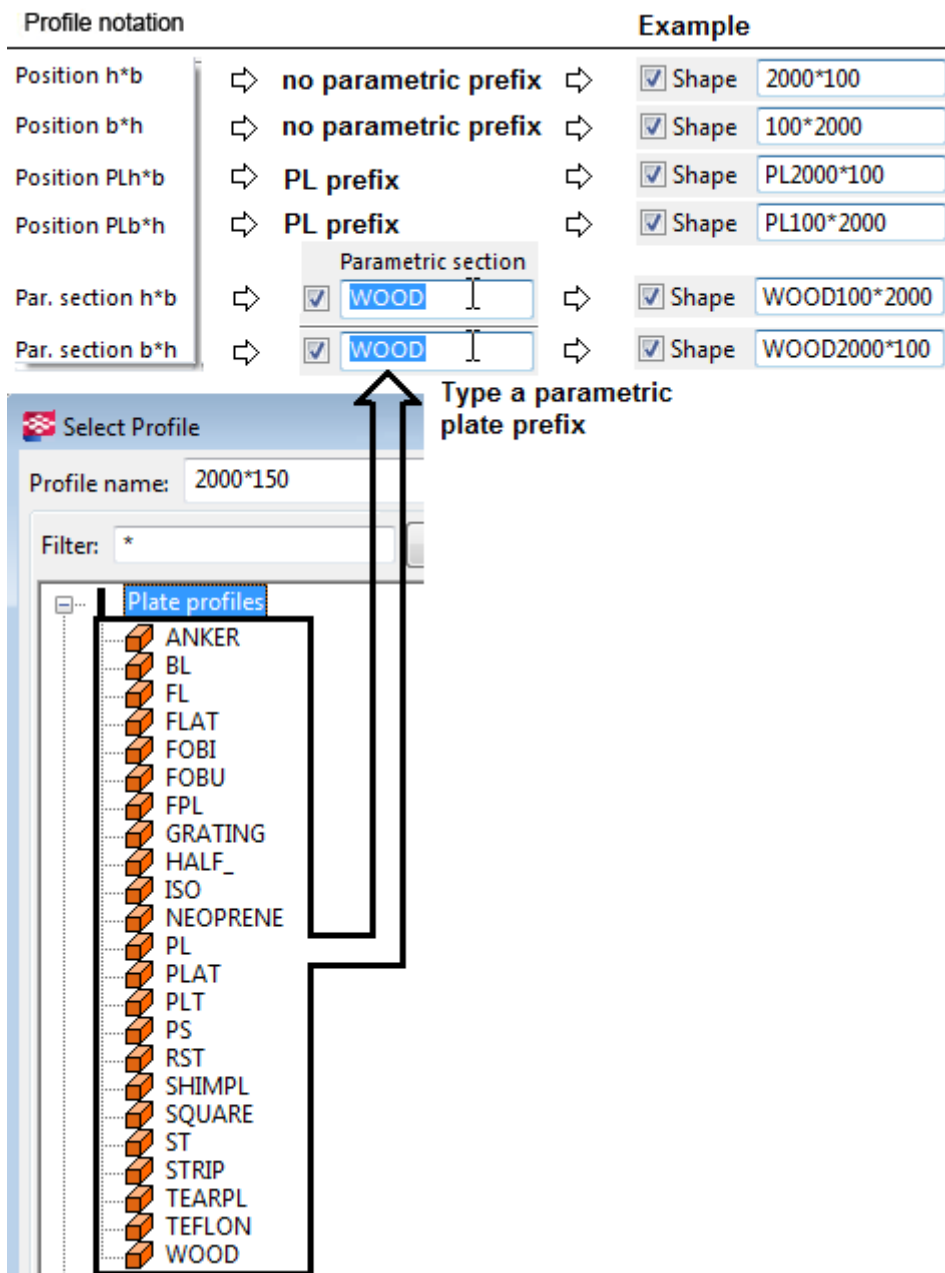 Profile notation Example
Position h*b no parametric prefix Shape 2000*100
Position b*h no parametric prefix Shape 100*2000
Position PLh*b PL prefix Shape PL2000*100
Position PLb*h PL prefix Shape PL100*2000
Parametric section
Par. section h*b WOOD Shape WOOD100*2000
Par. section b*h WOOD Shape WOOD2000*100
Type a parametric
plate prefix
Select Profile
Profile name: 2000*150
Filter: *
Plate profiles
ANKER
BL
FL
FLAT
FOBI
FOBU
FPL
GRATING
HALF_
ISO
NEOPRENE
PL
PLAT
PLT
PS
RST
SHIMPL
SQUARE
ST
STRIP
TEARPL
TEFLON
WOOD